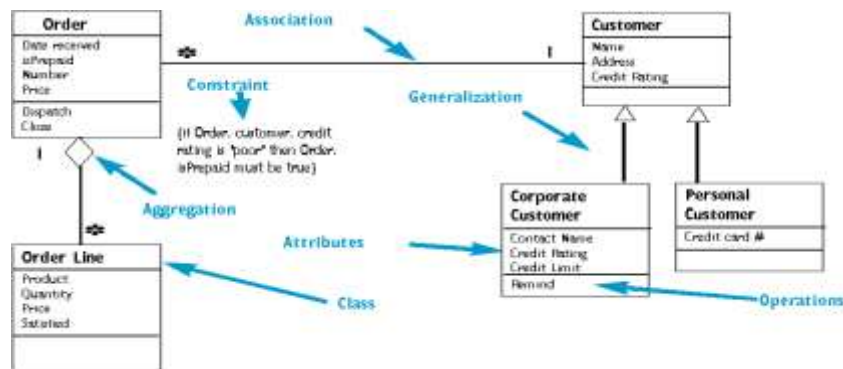 Order
Date received
isPrepaid
Number
Price
Dispatch
Close
Association
*
1
Customer
Name
Address
Credit Rating
Constraint
{if Order. customer. credit
rating is "poor" then Order.
isPrepaid must be true}
Generalization
1
Aggregation
*
Order Line
Product
Quantity
Price
Satisfied
Attributes
Class
Corporate
Customer
Contact Name
Credit Rating
Credit Limit
Remind
Personal
Customer
Credit card #
Operations